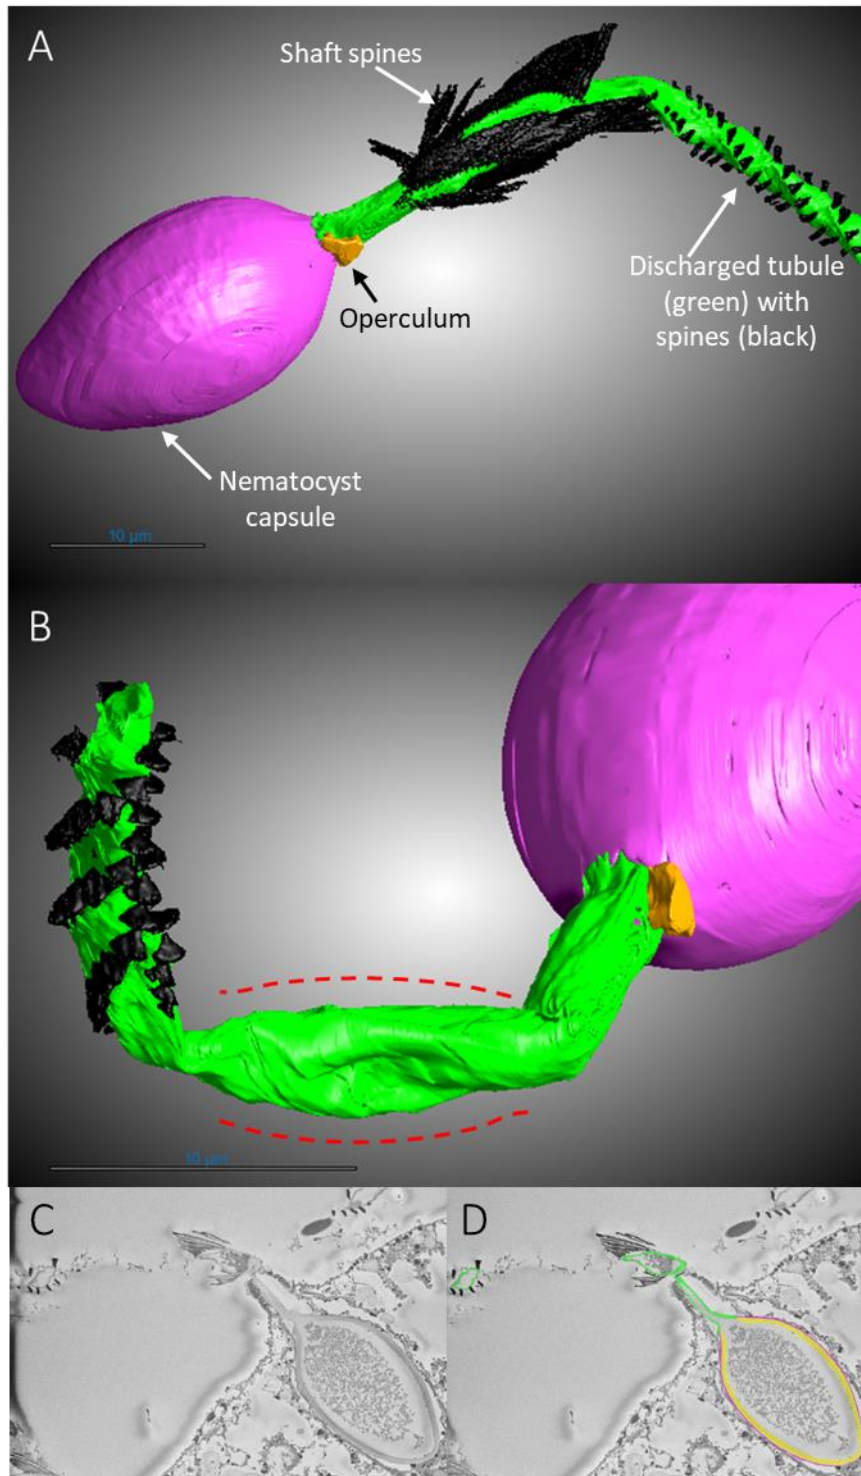 A
Shaft spines
Discharged tubule
(green) with
spines (black)
Operculum
Nematocyst
capsule
10 µm
B
10 µm
C
D